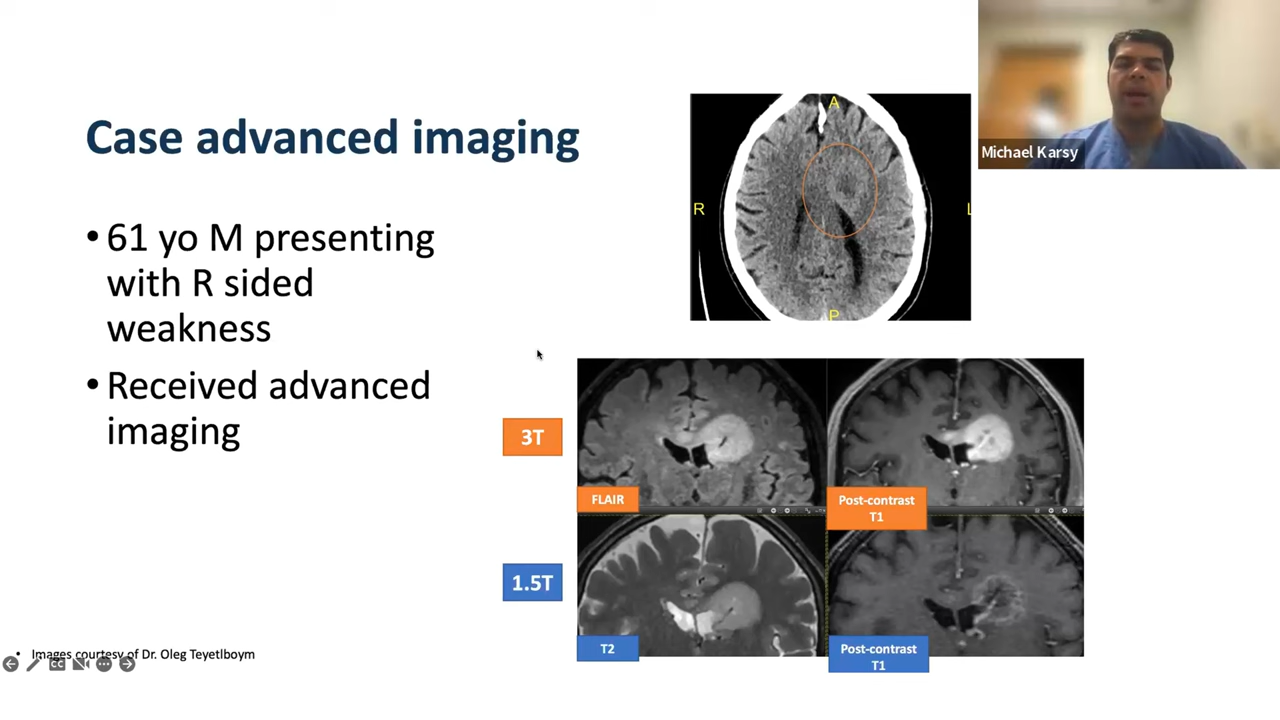 Case advanced imaging
• 61 yo M presenting
with R sided
weakness
• Received advanced
imaging
A
R
L
P
Michael Karsy
3T
FLAIR
Post-contrast
T1
1.5T
T2
Post-contrast
T1
• Images courtesy of Dr. Oleg Teyetlboym
CC